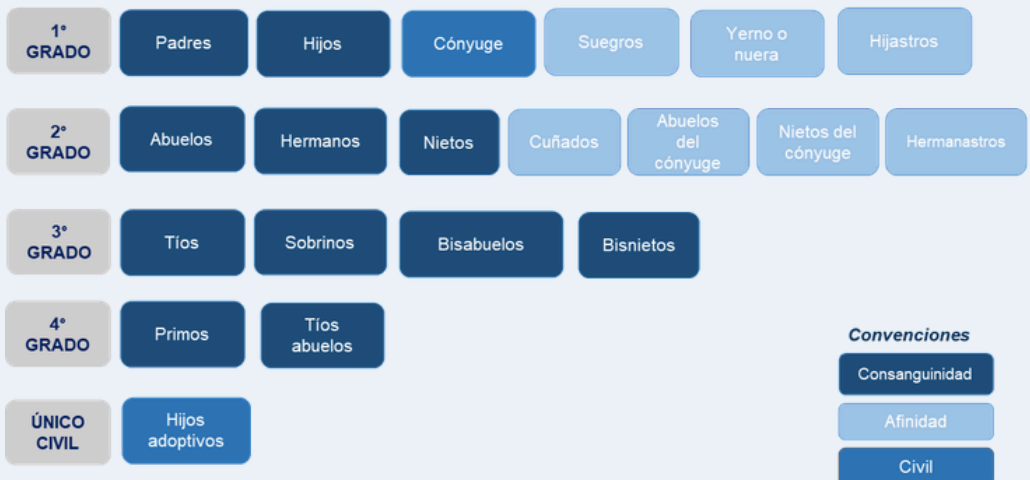 1°
GRADO
Padres
Hijos
Cónyuge
Suegros
Yerno o
nuera
Hijastros
2°
GRADO
Abuelos
Hermanos
Nietos
Cuñados
Abuelos
del
cónyuge
Nietos del
cónyuge
Hermanastros
3°
GRADO
Tíos
Sobrinos
Bisabuelos
Bisnietos
4°
GRADO
Primos
Tíos
abuelos
ÚNICO
CIVIL
Hijos
adoptivos
Convenciones
Consanguinidad
Afinidad
Civil